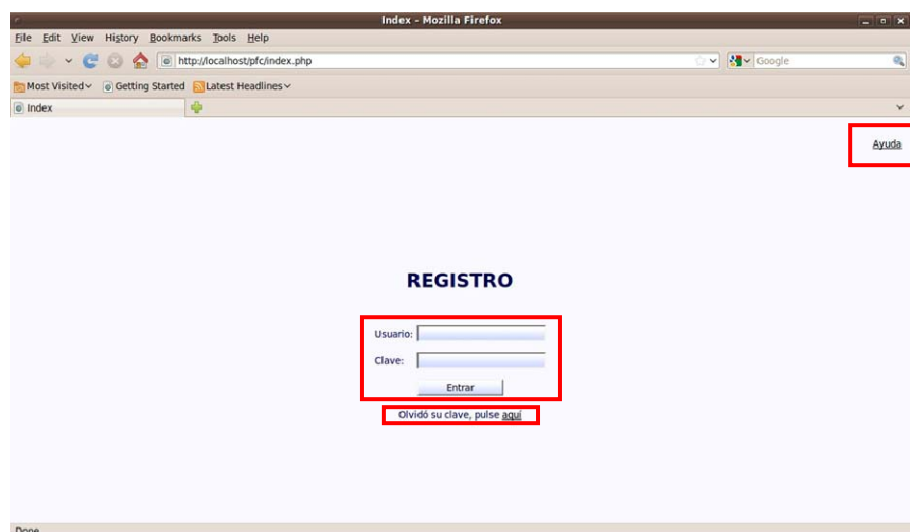 Index - Mozilla Firefox
File Edit View History Bookmarks Tools Help
http://localhost/pfc/index.php
Google
Most Visited Getting Started Latest Headlines
Index
Ayuda
REGISTRO
Usuario:
Clave:
Entrar
Olvidó su clave, pulse aquí
Done